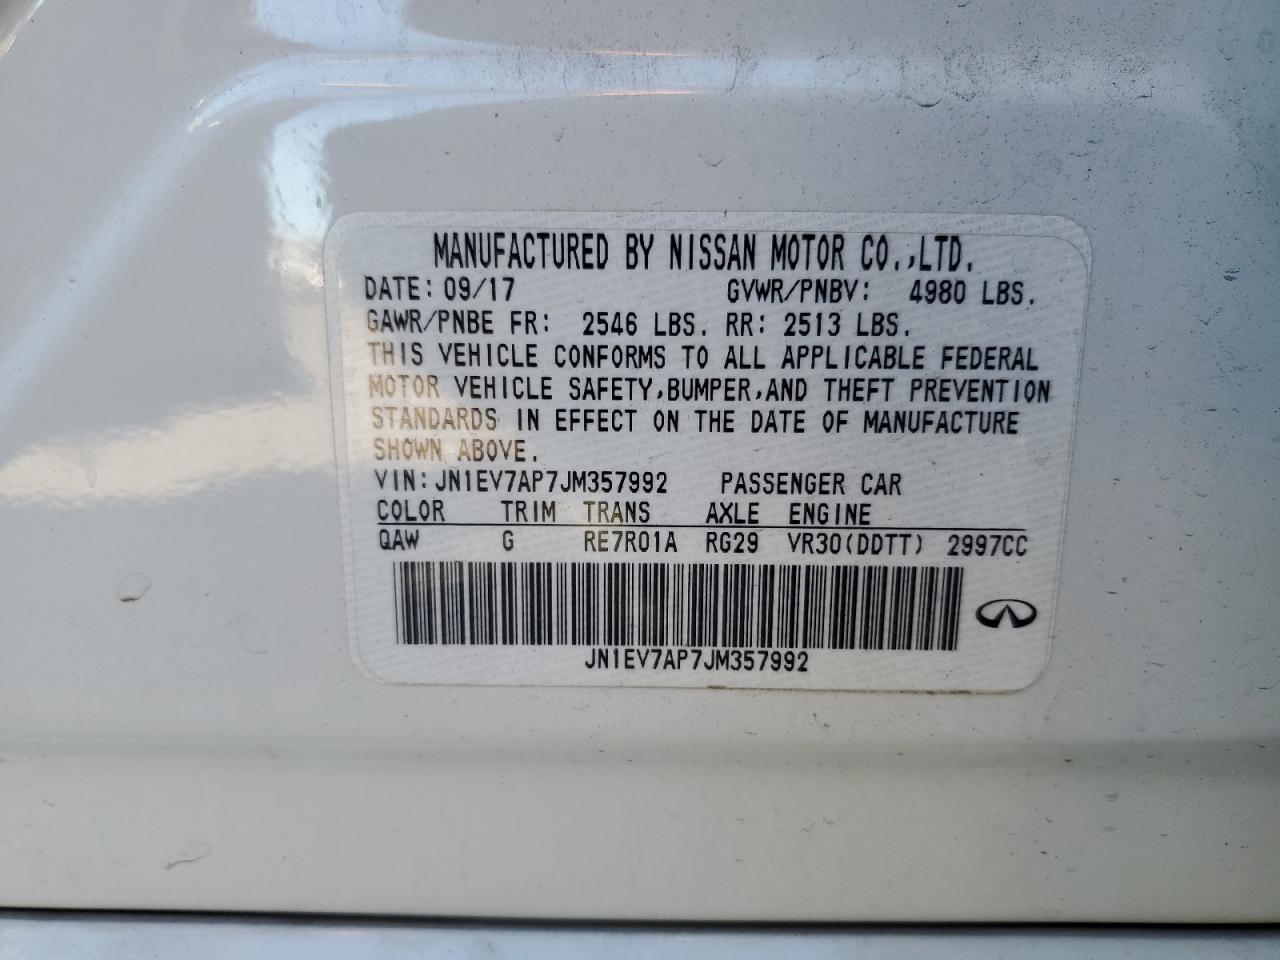 MANUFACTURED BY NISSAN MOTOR CO.,LTD.
DATE: 09/17 GVWR/PNBV: 4980 LBS.
GAWR/PNBE FR: 2546 LBS. RR: 2513 LBS.
THIS VEHICLE CONFORMS TO ALL APPLICABLE FEDERAL
MOTOR VEHICLE SAFETY,BUMPER,AND THEFT PREVENTION
STANDARDS IN EFFECT ON THE DATE OF MANUFACTURE
SHOWN ABOVE.
VIN: JN1EV7AP7JM357992 PASSENGER CAR
COLOR TRIM TRANS AXLE ENGINE
QAW G RE7R01A RG29 VR30(DDTT) 2997CC
JN1EV7AP7JM357992